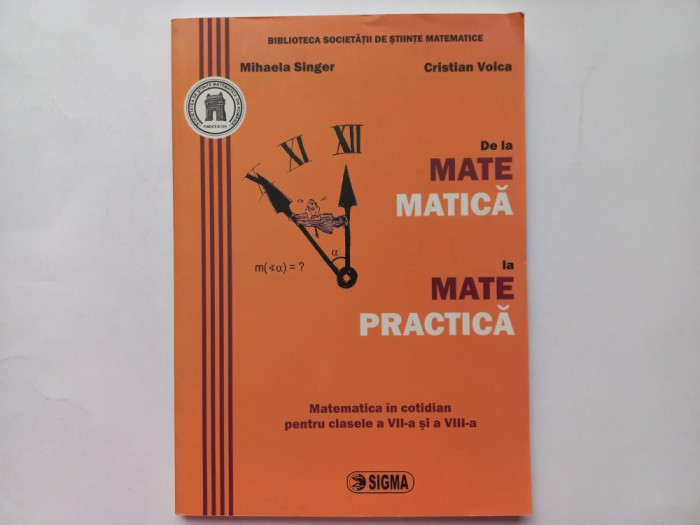 BIBLIOTECA SOCIETĂȚII DE ȘTIINȚE MATEMATICE
Mihaela Singer
Cristian Voica
X XI XII
De la
MATE
MATICĂ
α
m(∢α) = ?
la
MATE
PRACTICĂ
Matematica în cotidian
pentru clasele a VII-a și a VIII-a
SIGMA